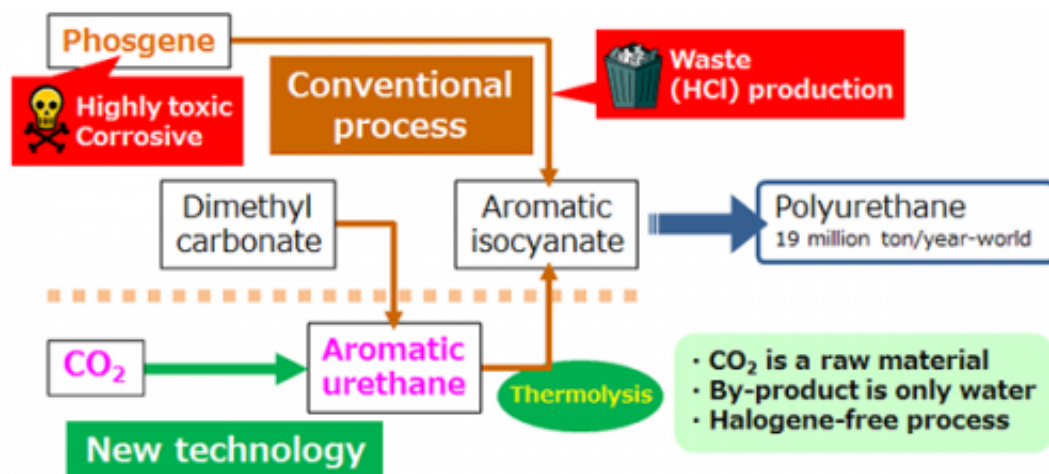 Phosgene
Highly toxic
Corrosive
Conventional
process
Waste
(HCl) production
Dimethyl
carbonate
Aromatic
isocyanate
Polyurethane
19 million ton/year-world
CO₂
Aromatic
urethane
Thermolysis
New technology
· CO₂ is a raw material
· By-product is only water
· Halogene-free process